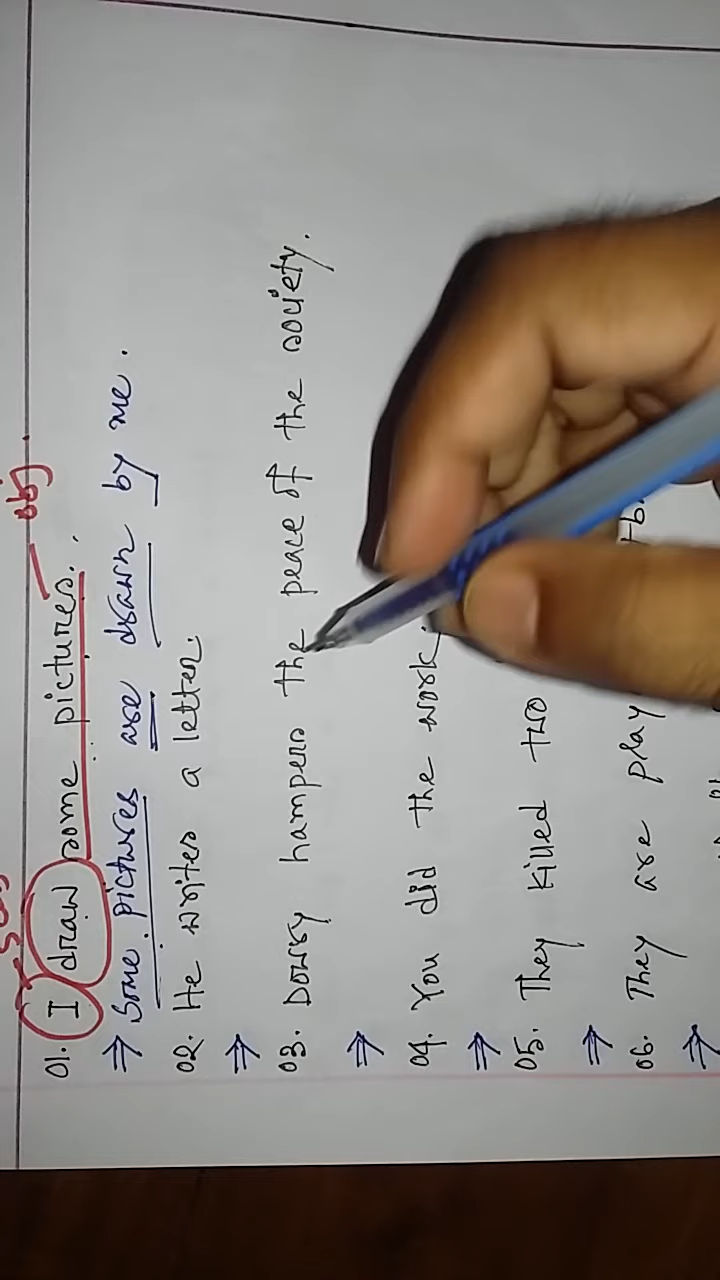 obj.
01. I draw some pictures.
⇒ Some pictures are drawn by me.
02. He writes a letter.
⇒
03. Dowry hampers the peace of the society.
⇒
04. You did the work.
⇒
05. They killed two
⇒
06. They are play
⇒